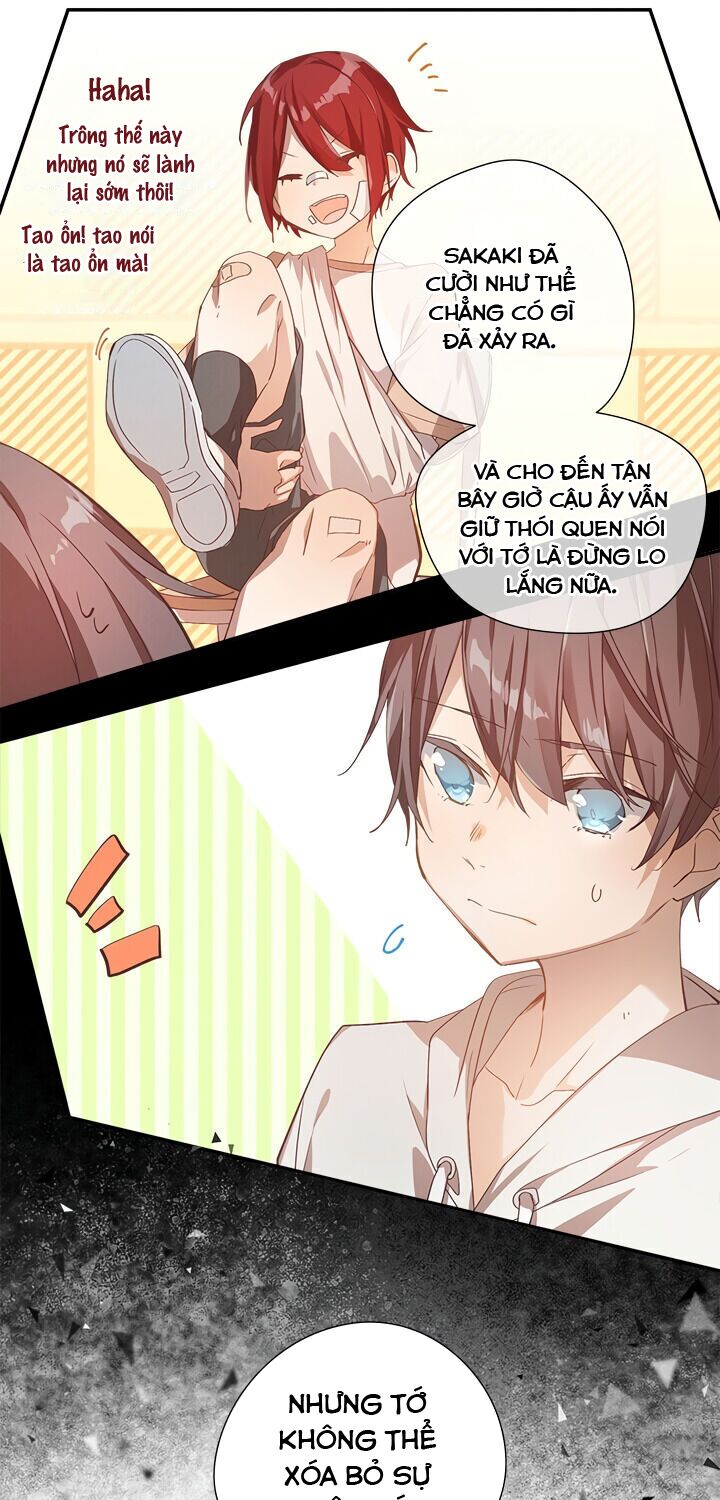 Haha!
Trông thế này
nhưng nó sẽ lành
lại sớm thôi!
Tao ổn! tao nói
là tao ổn mà!
SAKAKI ĐÃ
CƯỜI NHƯ THỂ
CHẲNG CÓ GÌ
ĐÃ XẢY RA.
VÀ CHO ĐẾN TẬN
BÂY GIỜ CẬU ẤY VẪN
GIỮ THÓI QUEN NÓI
VỚI TỚ LÀ ĐỪNG LO
LẮNG NỮA.
NHƯNG TỚ
KHÔNG THỂ
XÓA BỎ SỰ